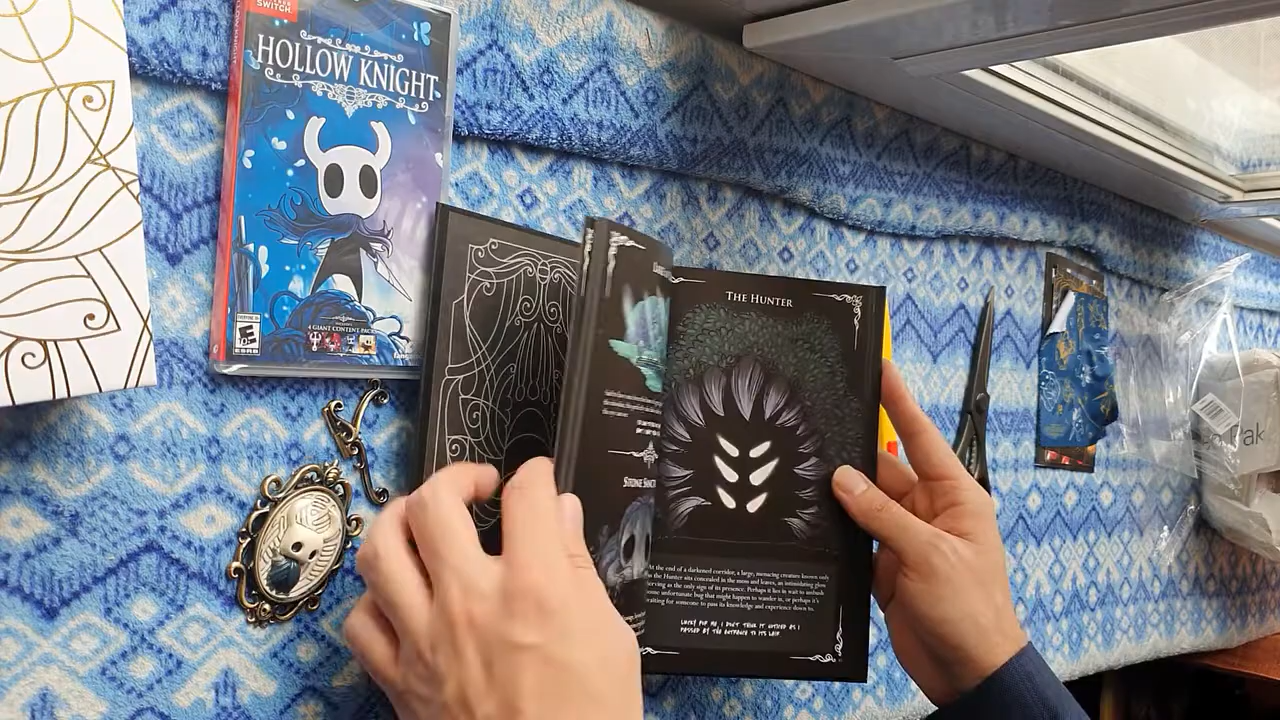 SWITCH
HOLLOW KNIGHT
HOLLOW KNIGHT
4 GIANT CONTENT PACKS
ESRB
THE HUNTER
At the end of a darkened corridor, a large, menacing creature known only
as the Hunter sits concealed in the moss and leaves, an intimidating glow
serving as the only sign of its presence. Perhaps it lies in wait to ambush
some unfortunate bug that might happen to wander in, or perhaps it's
waiting for someone to pass its knowledge and experience down to.
LUCKY FOR ME, I DON'T THINK IT NOTICED AS I
PASSED BY THE ENTRANCE TO ITS LAIR